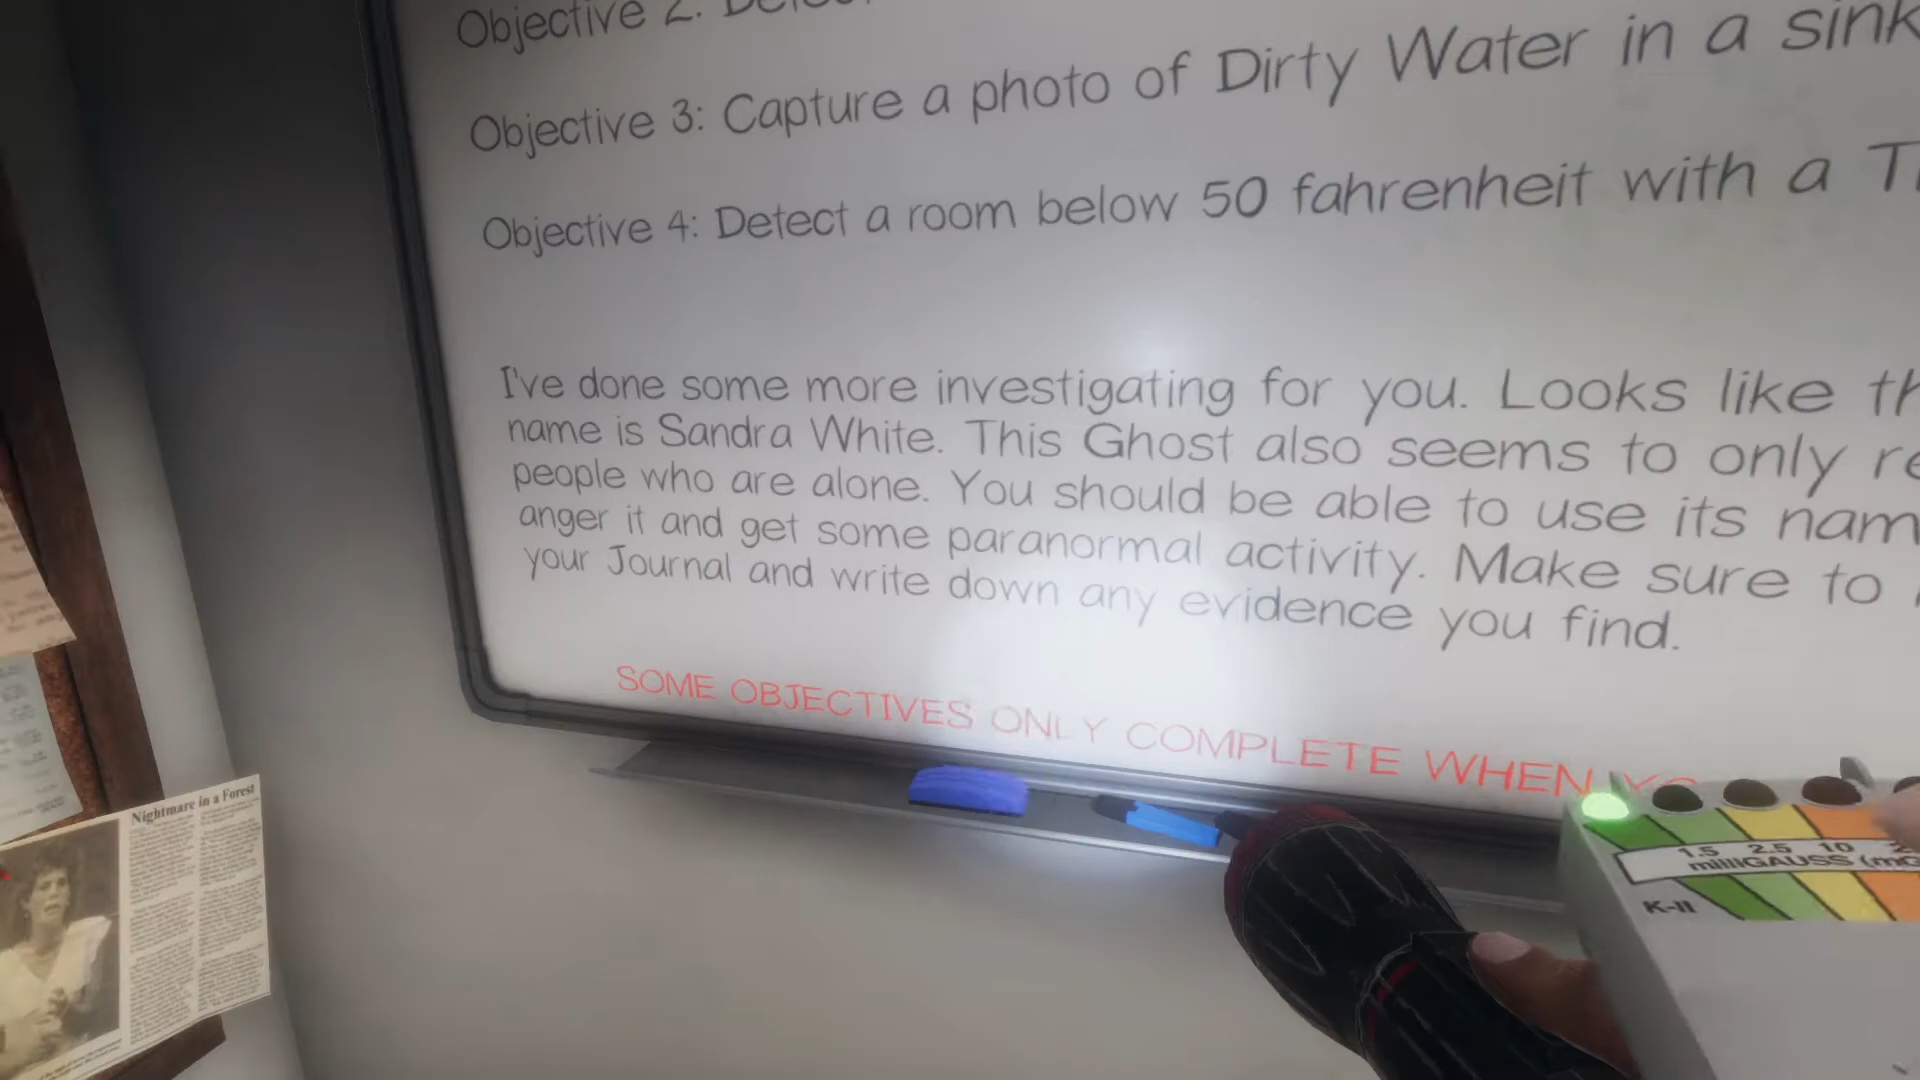 Objective 2:
Objective 3: Capture a photo of Dirty Water in a sink
Objective 4: Detect a room below 50 fahrenheit with a
I've done some more investigating for you. Looks like
name is Sandra White. This Ghost also seems to only
people who are alone. You should be able to use its
anger it and get some paranormal activity. Make sure to
your Journal and write down any evidence you find.
SOME OBJECTIVES ONLY COMPLETE WHEN
Nightmare in a Forest
1.5 2.5 10
milliGAUSS
K-II